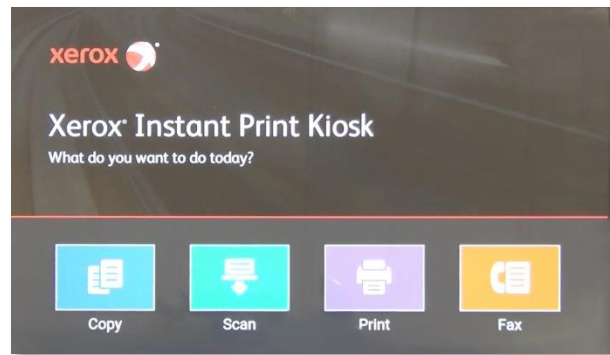 xerox
Xerox® Instant Print Kiosk
What do you want to do today?
Copy Scan Print Fax